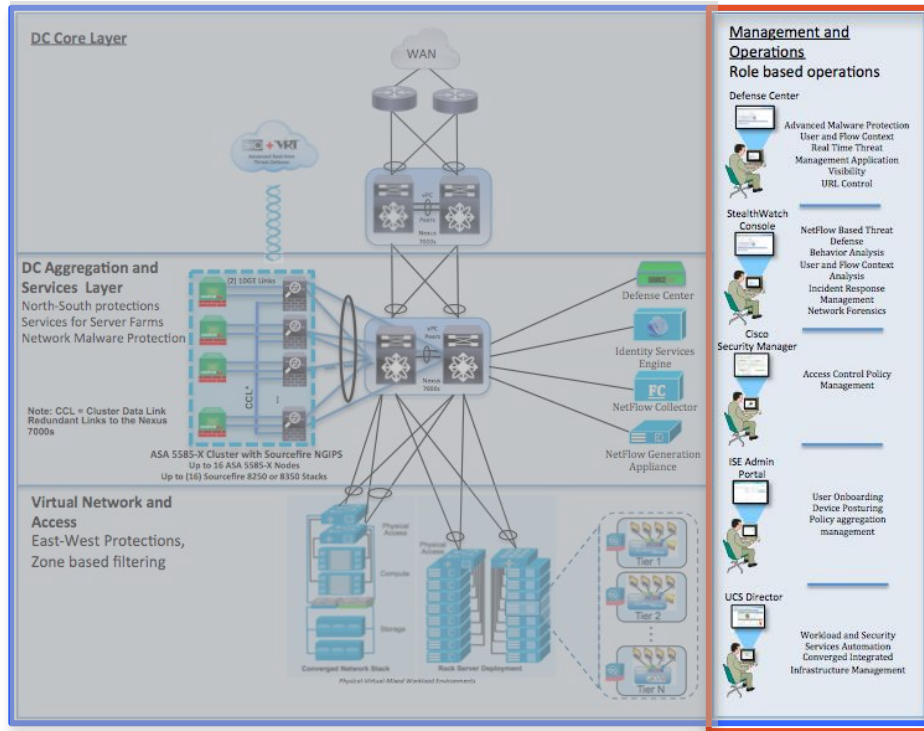 DC Core Layer
WAN
+VRT
vPC
Peers
Nexus
7000s
DC Aggregation and
Services Layer
North-South protections
Services for Server Farms
Network Malware Protection
(2) 10GE Links
CCL*
Note: CCL = Cluster Data Link
Redundant Links to the Nexus
7000s
ASA 5585-X Cluster with Sourcefire NGIPS
Up to 16 ASA 5585-X Nodes
Up to (16) Sourcefire 8250 or 8350 Stacks
vPC
Peers
Nexus
7000s
Defense Center
Identity Services
Engine
FC
NetFlow Collector
NetFlow Generation
Appliance
Virtual Network and
Access
East-West Protections,
Zone based filtering
Physical
Access
Compute
Storage
Converged Network Stack
Physical
Access
Rack Server Deployment
Physical-Virtual-Mixed Workload Environments
Tier 1
Tier 2
Tier N
Management and
Operations
Role based operations
Defense Center
Advanced Malware Protection
User and Flow Context
Real Time Threat
Management Application
Visibility
URL Control
StealthWatch
Console
NetFlow Based Threat
Defense
Behavior Analysis
User and Flow Context
Analysis
Incident Response
Management
Network Forensics
Cisco
Security Manager
Access Control Policy
Management
ISE Admin
Portal
User Onboarding
Device Posturing
Policy aggregation
management
UCS Director
Workload and Security
Services Automation
Converged Integrated
Infrastructure Management